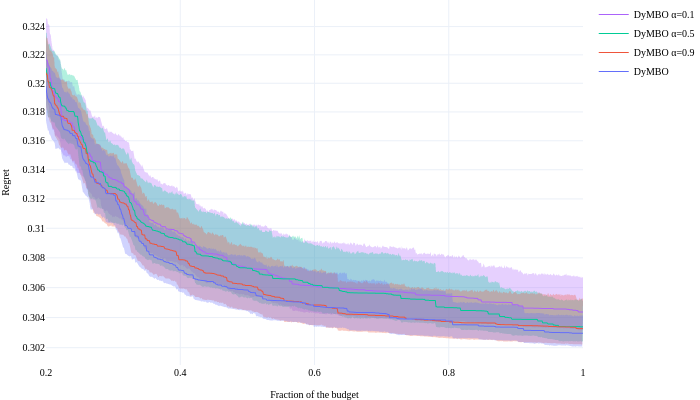 0.324
0.322
0.32
0.318
0.316
0.314
0.312
0.31
0.308
0.306
0.304
0.302
Regret
0.2
0.4
0.6
0.8
1
Fraction of the budget
DyMBO α=0.1
DyMBO α=0.5
DyMBO α=0.9
DyMBO